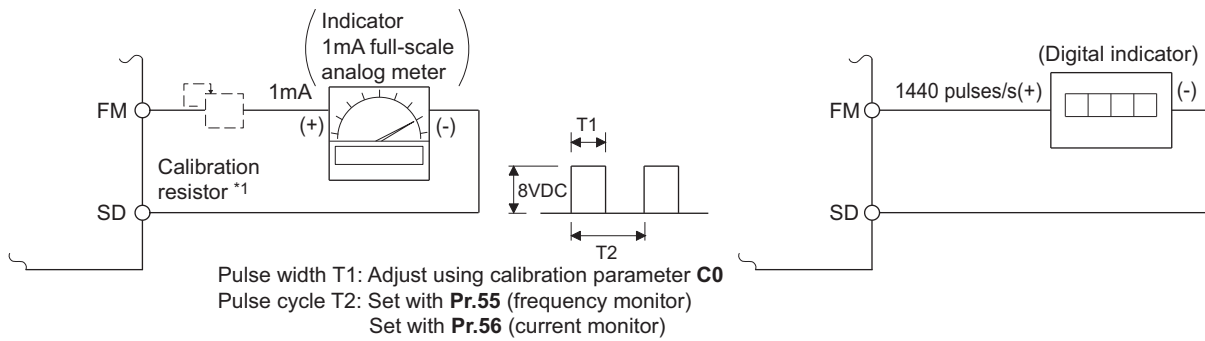 Indicator
1mA full-scale
analog meter
FM
1mA
(+)
(-)
Calibration
resistor *1
SD
T1
8VDC
T2
Pulse width T1: Adjust using calibration parameter C0
Pulse cycle T2: Set with Pr.55 (frequency monitor)
Set with Pr.56 (current monitor)
(Digital indicator)
FM
1440 pulses/s(+)
(-)
SD